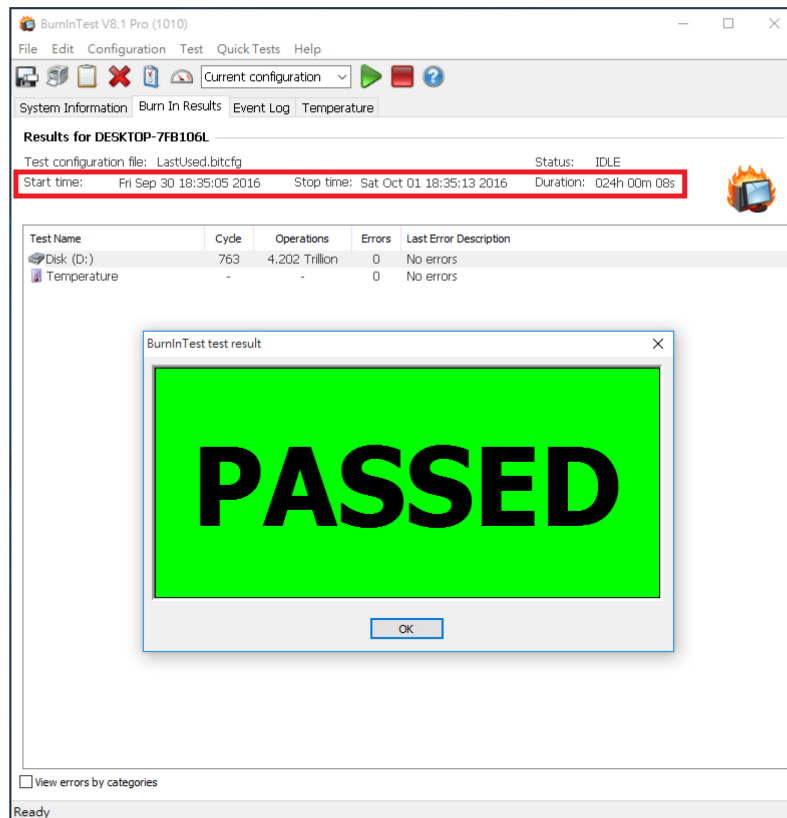 BurnInTest V8.1 Pro (1010)
File Edit Configuration Test Quick Tests Help
Current configuration
System Information Burn In Results Event Log Temperature
Results for DESKTOP-7FB106L
Test configuration file: LastUsed.bitcfg Status: IDLE
Start time: Fri Sep 30 18:35:05 2016 Stop time: Sat Oct 01 18:35:13 2016 Duration: 024h 00m 08s
Test Name Cycle Operations Errors Last Error Description
Disk (D:) 763 4.202 Trillion 0 No errors
Temperature - - 0 No errors
BurnInTest test result
PASSED
OK
View errors by categories
Ready